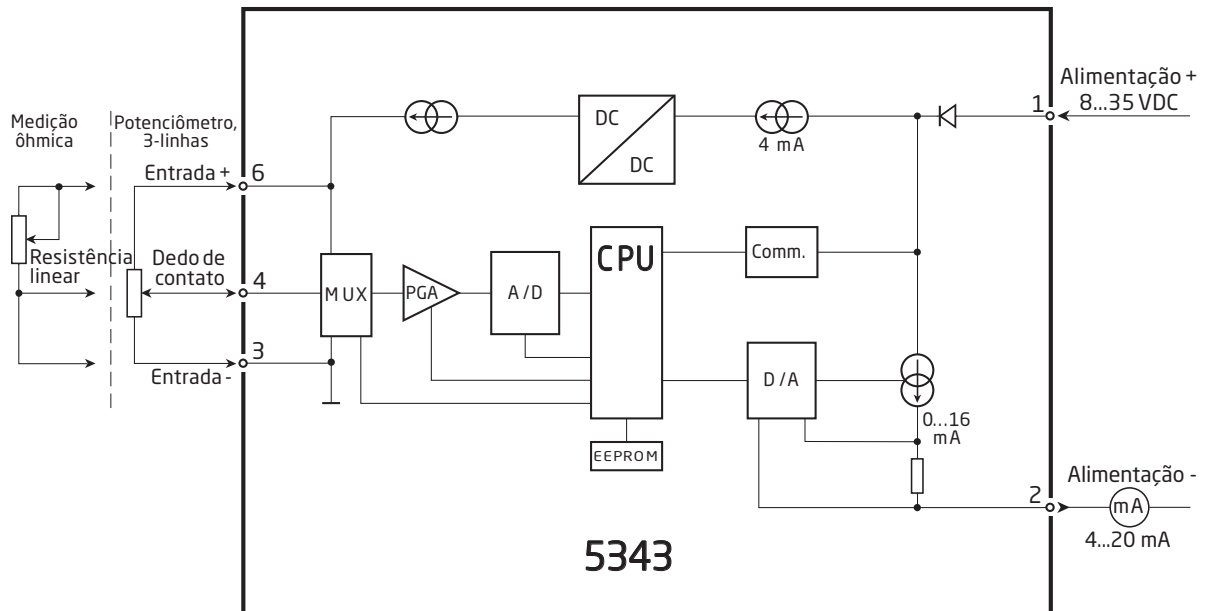 Medição
ôhmica
Potenciômetro,
3-linhas
Entrada +
6
Resistência
linear
Dedo de
contato
4
3
Entrada -
DC
DC
4 mA
1
Alimentação +
8...35 VDC
MUX
PGA
A/D
CPU
Comm.
D/A
0...16
mA
EEPROM
2
Alimentação -
mA
4...20 mA
5343